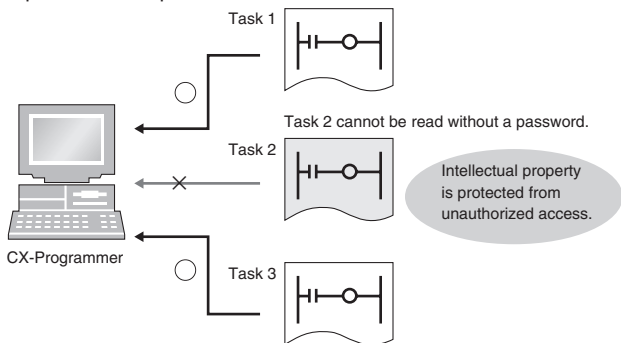 Task 1
Task 2 cannot be read without a password.
Task 2
Intellectual property
is protected from
unauthorized access.
CX-Programmer
Task 3